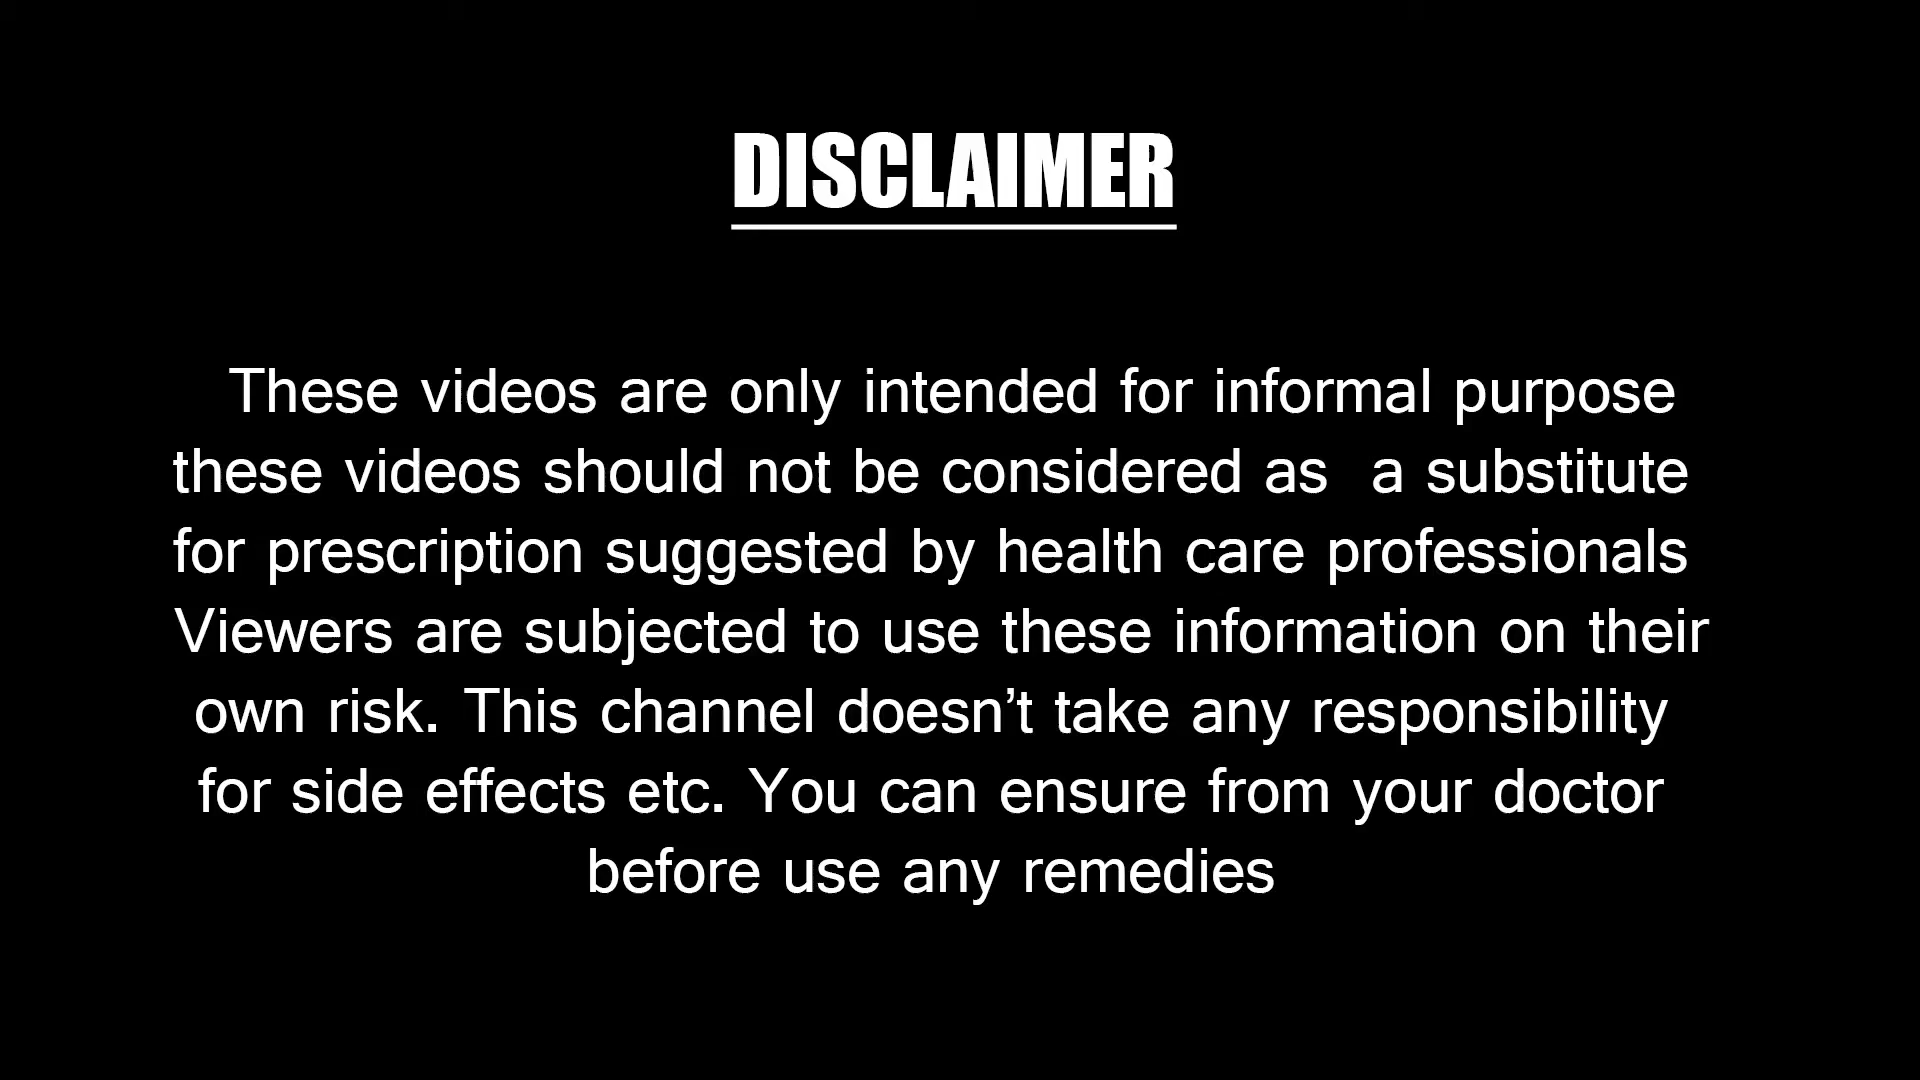 DISCLAIMER
These videos are only intended for informal purpose
these videos should not be considered as  a substitute
for prescription suggested by health care professionals
Viewers are subjected to use these information on their
own risk. This channel doesn’t take any responsibility
for side effects etc. You can ensure from your doctor
before use any remedies